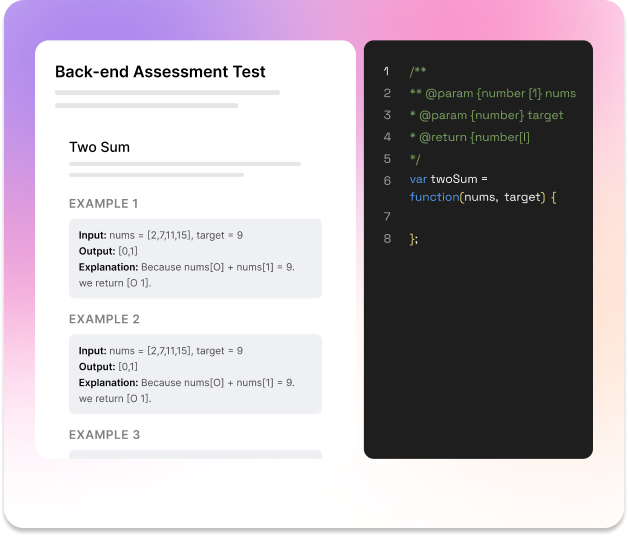 Back-end Assessment Test
Two Sum
EXAMPLE 1
Input: nums = [2,7,11,15], target = 9
Output: [0,1]
Explanation: Because nums[O] + nums[1] = 9.
we return [O 1].
EXAMPLE 2
Input: nums = [2,7,11,15], target = 9
Output: [0,1]
Explanation: Because nums[O] + nums[1] = 9.
we return [O 1].
EXAMPLE 3
1 /**
2 ** @param {number [1} nums
3 * @param {number} target
4 * @return {number[I]
5 */
6 var twoSum =
function(nums, target) {
7
8 };